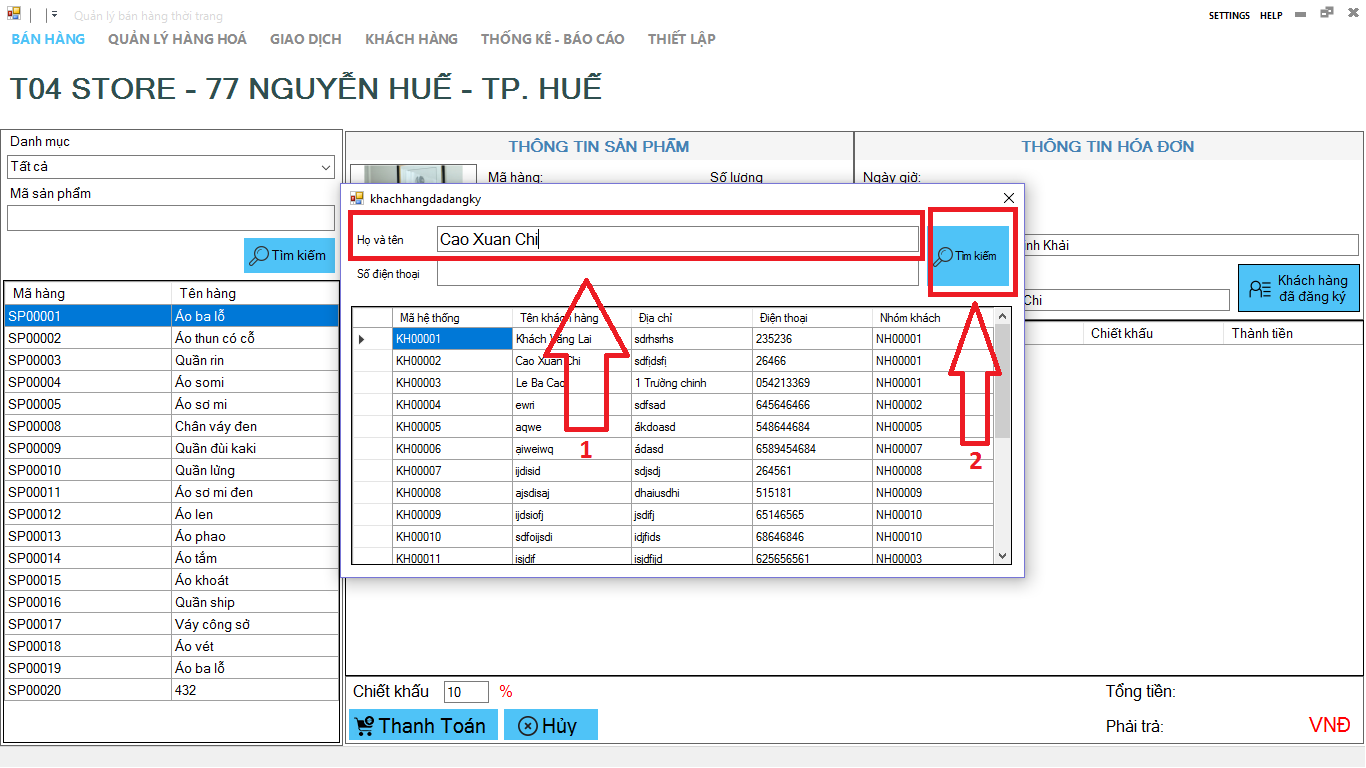 Quản lý bán hàng thời trang
SETTINGS HELP
BÁN HÀNG QUẢN LÝ HÀNG HOÁ GIAO DỊCH KHÁCH HÀNG THỐNG KÊ - BÁO CÁO THIẾT LẬP
T04 STORE - 77 NGUYỄN HUẾ - TP. HUẾ
Danh mục
Tất cả
Mã sản phẩm
Tìm kiếm
Mã hàng Tên hàng
SP00001 Áo ba lỗ
SP00002 Áo thun có cỗ
SP00003 Quần rin
SP00004 Áo somi
SP00005 Áo sơ mi
SP00008 Chân váy đen
SP00009 Quần đùi kaki
SP00010 Quần lửng
SP00011 Áo sơ mi đen
SP00012 Áo len
SP00013 Áo phao
SP00014 Áo tắm
SP00015 Áo khoát
SP00016 Quần ship
SP00017 Váy công sở
SP00018 Áo vét
SP00019 Áo ba lỗ
SP00020 432
THÔNG TIN SẢN PHẨM
Mã hàng: Số lượng
THÔNG TIN HÓA ĐƠN
Ngày giờ:
khachhangdadangky
Họ và tên Cao Xuan Chi
Số điện thoại
Tìm kiếm
Mã hệ thống Tên khách hàng Địa chỉ Điện thoại Nhóm khách
KH00001 Khách Vãng Lai sdrhsrhs 235236 NH00001
KH00002 Cao Xuân Chi sdfjdsfj 26466 NH00001
KH00003 Le Ba Cao 1 Trường chinh 054213369 NH00001
KH00004 ewri sdfsad 645646466 NH00002
KH00005 aqwe ákdoasd 548644684 NH00005
KH00006 aiweiwq ádasd 6589454684 NH00007
KH00007 ijdisid sdjsdj 264561 NH00008
KH00008 ajsdisaj dhaiusdhi 515181 NH00009
KH00009 ijdsiofj jsdifj 65146565 NH00010
KH00010 sdfoijsdi idjfids 68646846 NH00010
KH00011 isjdif isjdfijd 625656561 NH00003
1
2
Khải
Chi
Khách hàng
đã đăng ký
Chiết khấu Thành tiền
Chiết khấu 10 %
Thanh Toán Hủy
Tổng tiền:
Phải trả: VNĐ